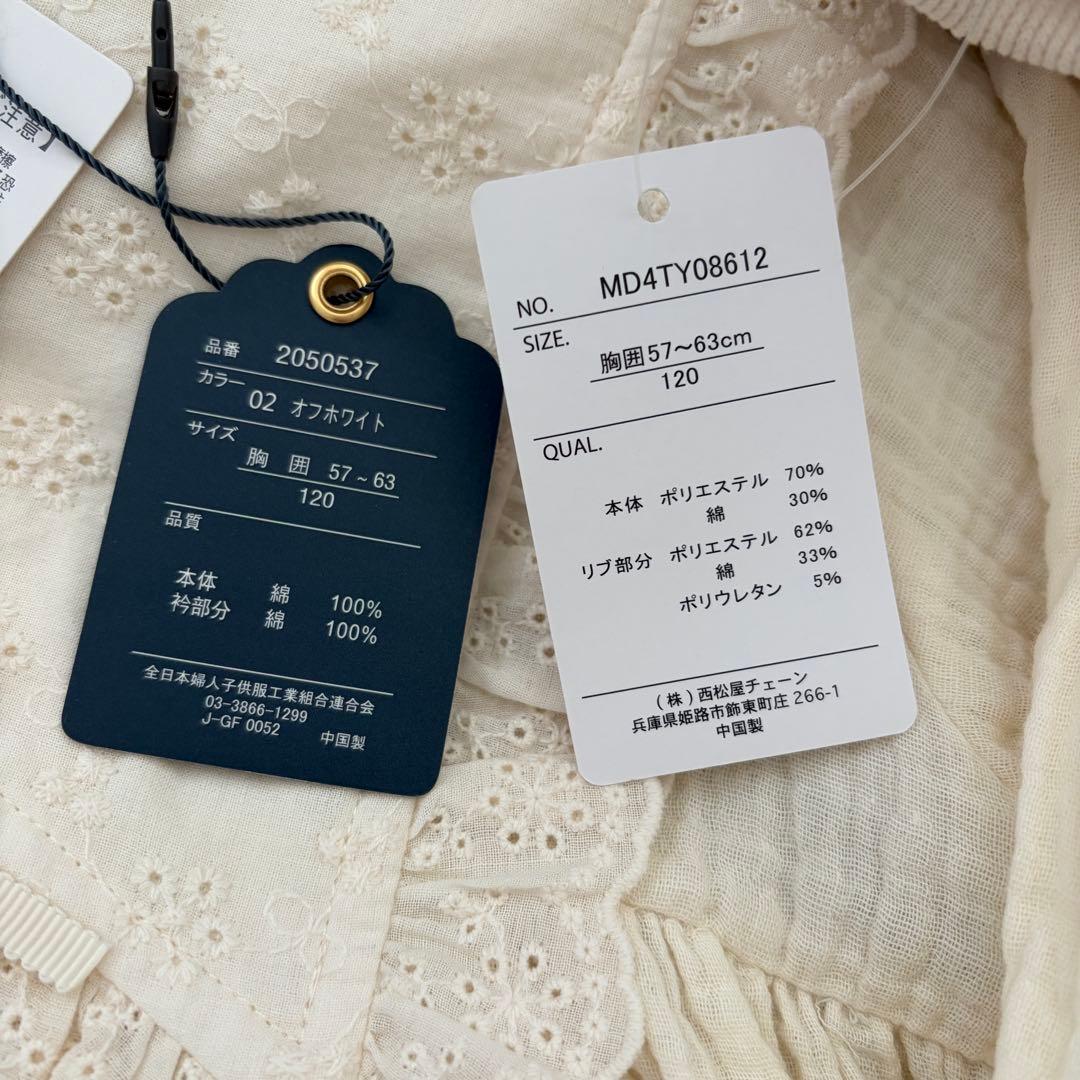 注意】
恐
品番 2050537
カラー 02 オフホワイト
サイズ
胸 囲 57~63
120
品質
本体 綿 100%
衿部分 綿 100%
全日本婦人子供服工業組合連合会
03-3866-1299
J-GF 0052 中国製
NO. MD4TY08612
SIZE. 胸囲57〜63cm
120
QUAL.
本体 ポリエステル 70%
綿 30%
リブ部分 ポリエステル 62%
綿 33%
ポリウレタン 5%
(株)西松屋チェーン
兵庫県姫路市飾東町庄 266-1
中国製